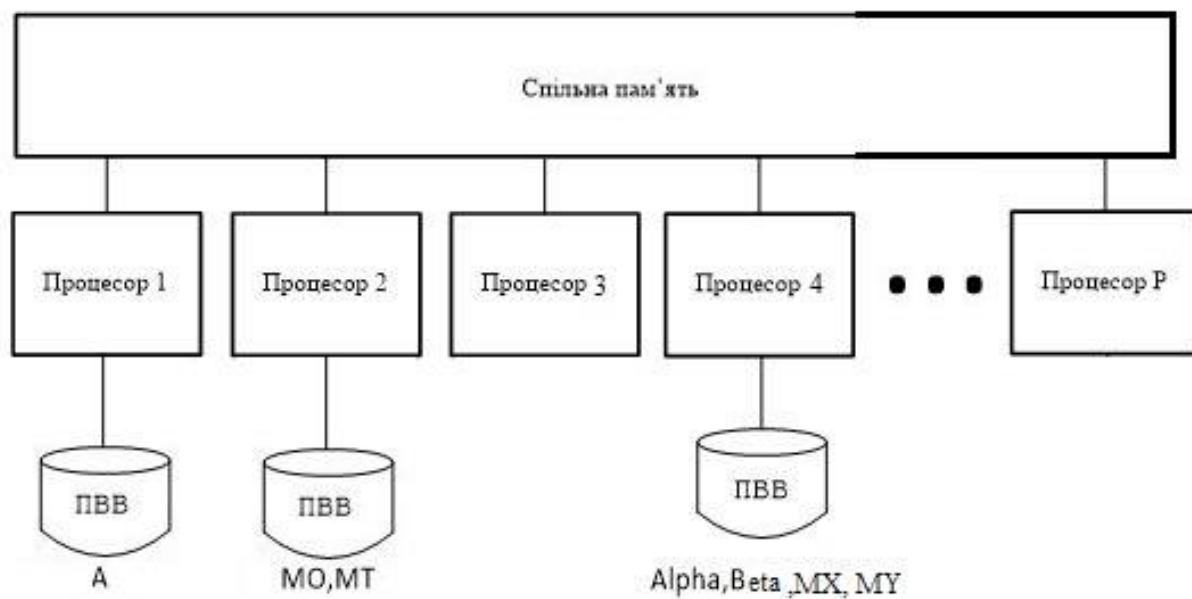 Спільна пам'ять
Процесор 1
Процесор 2
Процесор 3
Процесор 4
Процесор P
ПВВ
ПВВ
ПВВ
A
MO,MT
Alpha,Beta ,MX, MY